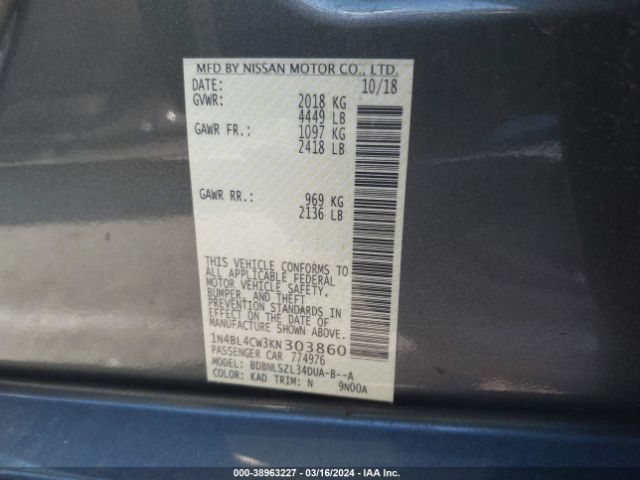 MFD BY NISSAN MOTOR CO., LTD.
DATE: 10/18
GVWR: 2018 KG
4449 LB
GAWR FR.: 1097 KG
2418 LB
GAWR RR.: 969 KG
2136 LB
THIS VEHICLE CONFORMS TO
ALL APPLICABLE FEDERAL
MOTOR VEHICLE SAFETY,
BUMPER, AND THEFT
PREVENTION STANDARDS IN
EFFECT ON THE DATE OF
MANUFACTURE SHOWN ABOVE.
1N4BL4CW3KN303860
PASSENGER CAR 774976
MODEL: BDBNLSZL34DUA-B--A
COLOR: KAD TRIM: N 9N00A
38963227 - 03/16/2024 - IAA Inc.